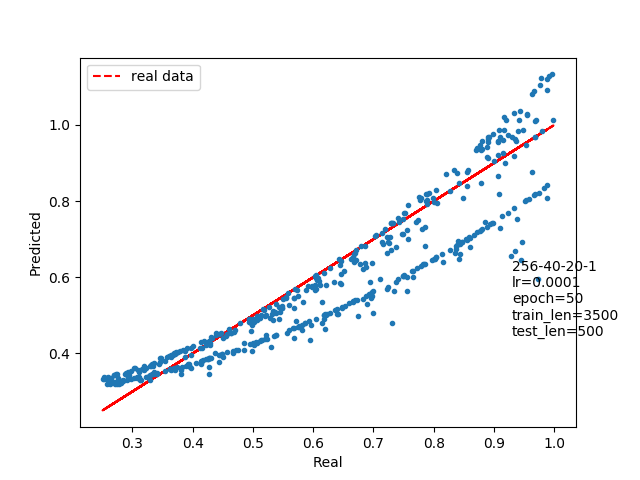 real data
1.0
0.8
0.6
0.4
Predicted
256-40-20-1
lr=0.0001
epoch=50
train_len=3500
test_len=500
0.3 0.4 0.5 0.6 0.7 0.8 0.9 1.0
Real